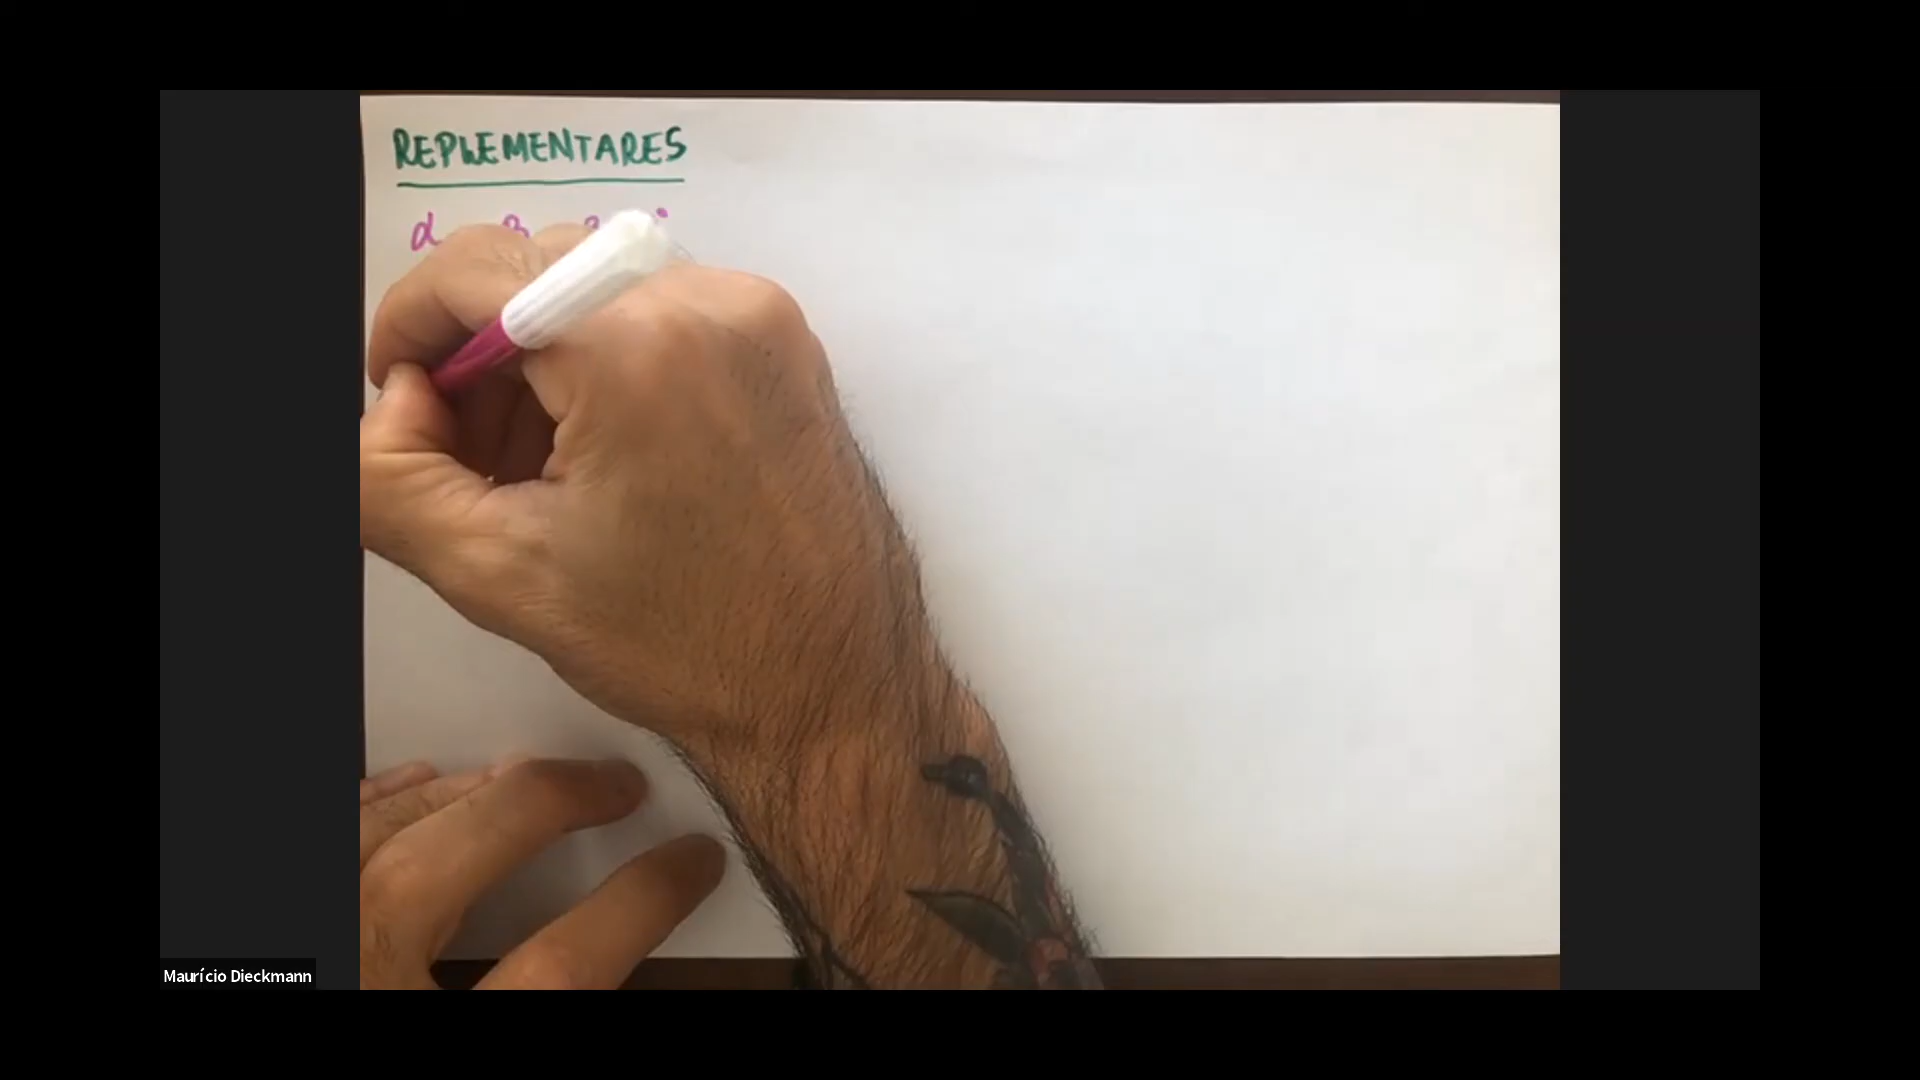 REPLEMENTARES
α β
Maurício Dieckmann